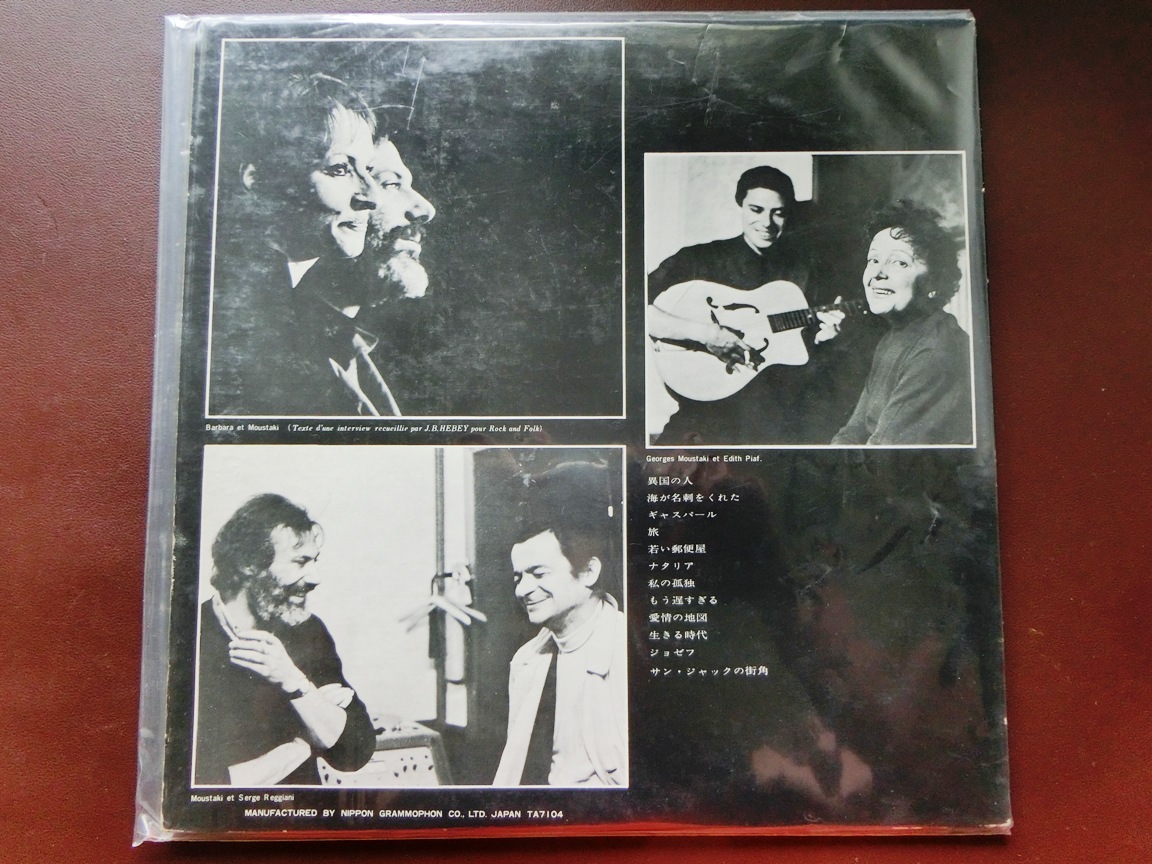 Barbara et Moustaki (Texte d'une interview recueillie par J.B.HEBEY pour Rock and Folk)
Georges Moustaki et Edith Piaf.
異国の人
海が名刺をくれた
ギャスパール
旅
若い郵便屋
ナタリア
私の孤独
もう遅すぎる
愛情の地図
生きる時代
ジョゼフ
サン・ジャックの街角
Moustaki et Serge Reggiani
MANUFACTURED BY NIPPON GRAMMOPHON CO., LTD. JAPAN TA7104